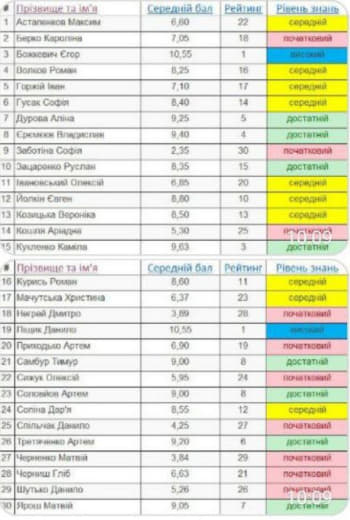 # Прізвище та ім'я Середній бал Рейтинг Рівень знань
1 Астапенков Максим 6,60 22 середній
2 Берко Кароліна 7,05 18 початковий
3 Божкевич Єгор 10,55 1 високий
4 Волков Роман 8,25 16 середній
5 Горжій Іван 7,10 17 середній
6 Гусак Софія 8,40 14 середній
7 Дурова Аліна 9,25 5 достатній
8 Єремєєв Владислав 9,40 4 достатній
9 Заботіна Софія 2,35 30 початковий
10 Зацаренко Руслан 8,35 15 достатній
11 Івановський Олексій 6,85 20 середній
12 Йолкін Євген 8,80 10 середній
13 Козицька Вероніка 8,50 13 середній
14 Кошля Аріадна 5,30 25 початковий
15 Кукленко Каміла 9,63 3 достатній
10:09
# Прізвище та ім'я Середній бал Рейтинг Рівень знань
16 Курись Роман 8,60 11 середній
17 Мачутська Христина 6,37 23 середній
18 Негрей Дмитро 3,89 28 початковий
19 Піщик Данило 10,55 1 високий
20 Приходько Артем 6,90 19 початковий
21 Самбур Тимур 9,00 8 достатній
22 Сижук Олексій 5,95 24 початковий
23 Соловйов Артем 9,00 8 достатній
24 Сопіна Дар'я 8,55 12 середній
25 Спільчак Данило 4,25 27 початковий
26 Третяченко Артем 9,20 6 достатній
27 Черненко Матвій 3,84 29 початковий
28 Черниш Гліб 6,63 21 початковий
29 Шутько Данило 5,26 26 початковий
30 Ярош Матвій 9,05 7 достатній
10:09